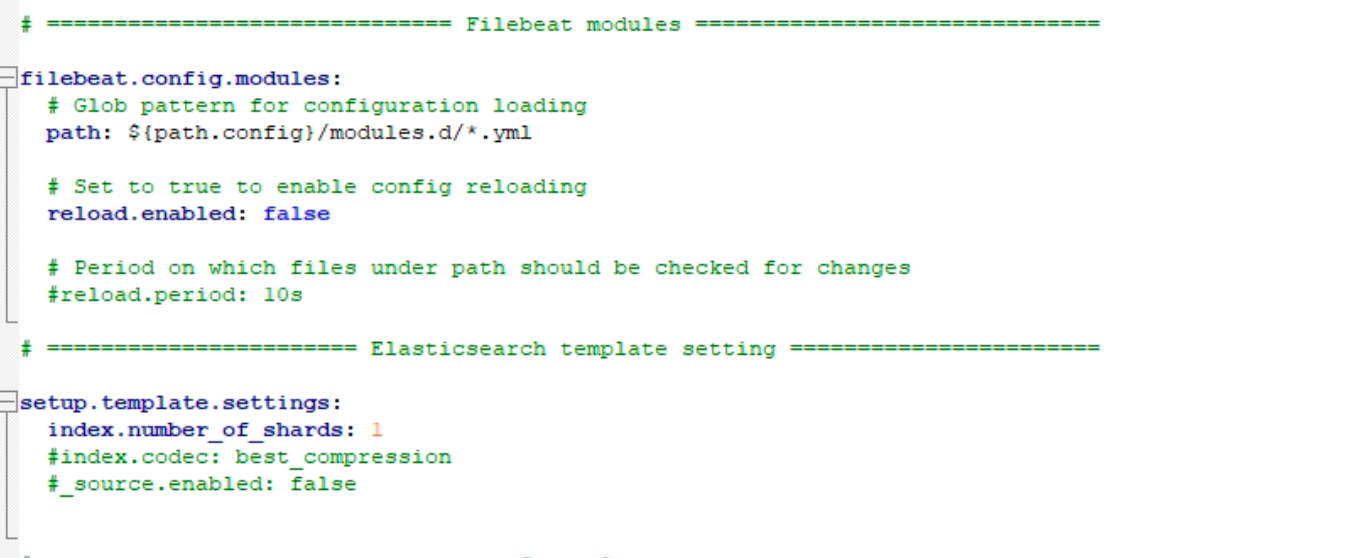 # ============================== Filebeat modules ==============================
filebeat.config.modules:
# Glob pattern for configuration loading
path: ${path.config}/modules.d/*.yml
# Set to true to enable config reloading
reload.enabled: false
# Period on which files under path should be checked for changes
#reload.period: 10s
# ======================= Elasticsearch template setting =======================
setup.template.settings:
index.number_of_shards: 1
#index.codec: best_compression
#_source.enabled: false